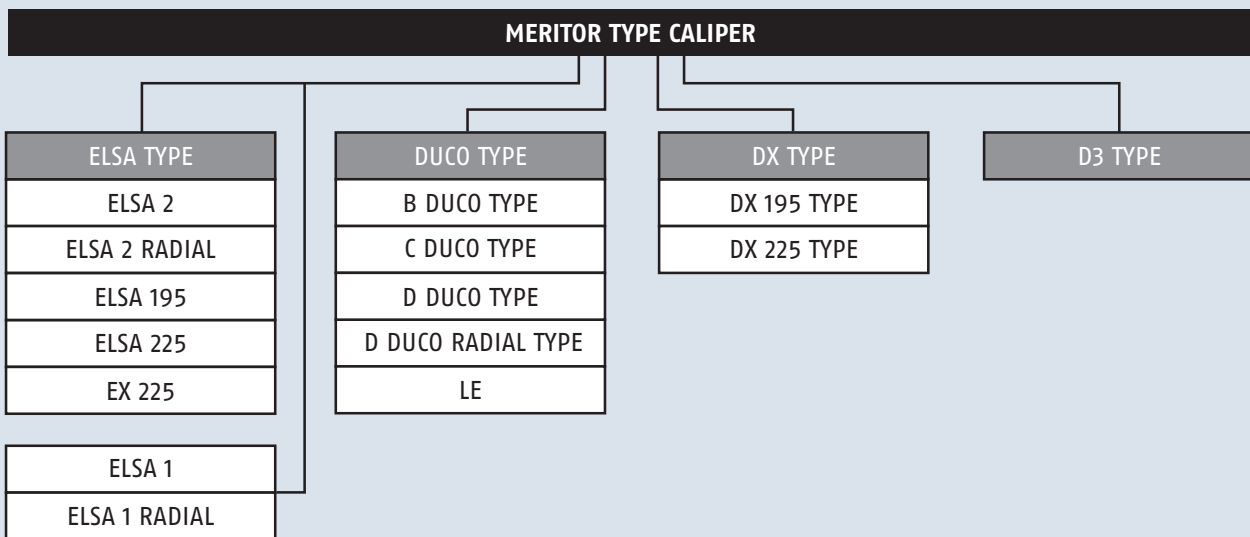 MERITOR TYPE CALIPER
ELSA TYPE
ELSA 2
ELSA 2 RADIAL
ELSA 195
ELSA 225
EX 225
ELSA 1
ELSA 1 RADIAL
DUCO TYPE
B DUCO TYPE
C DUCO TYPE
D DUCO TYPE
D DUCO RADIAL TYPE
LE
DX TYPE
DX 195 TYPE
DX 225 TYPE
D3 TYPE